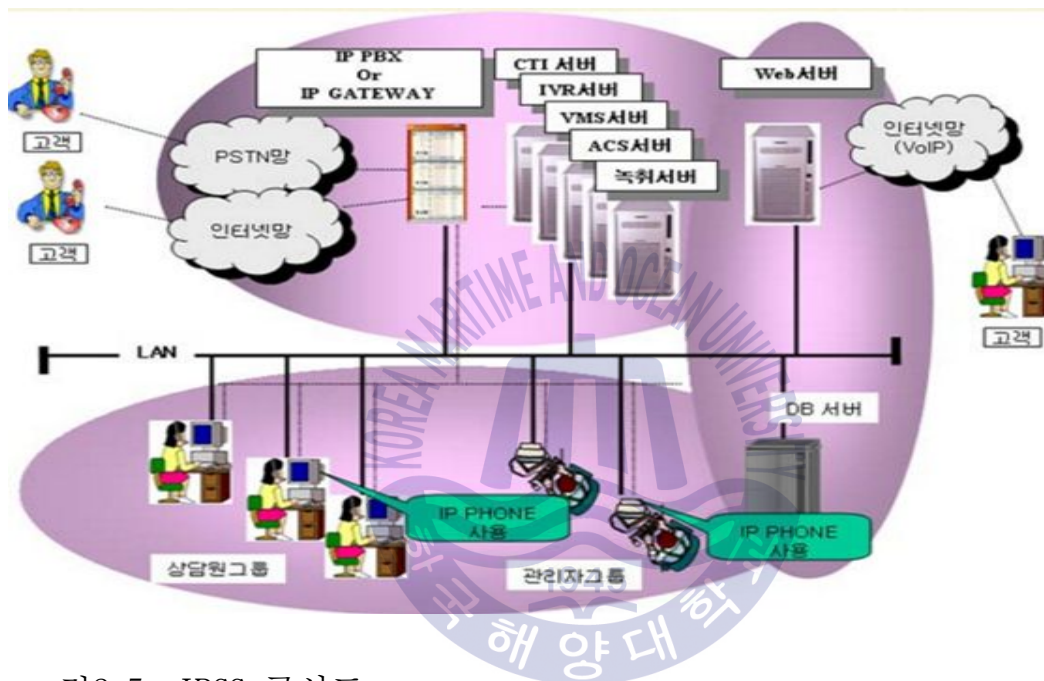 IP PBX
Or
IP GATEWAY
CTI 서버
IVR서버
VMS서버
ACS서버
녹취서버
Web서버
고객
PSTN망
인터넷망
(VoIP)
고객
인터넷망
고객
LAN
KOREA MARITIME AND OCEAN UNIVERSITY
DB 서버
IP PHONE
사용
IP PHONE
사용
상담원그룹
관리자그룹
1945
해양대학